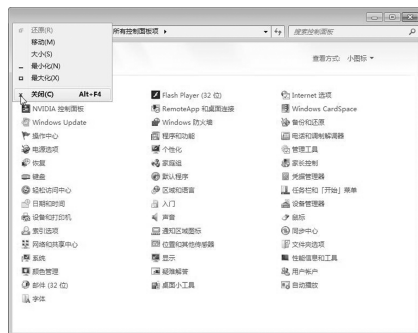 还原(R)
移动(M)
大小(S)
最小化(N)
最大化(X)
关闭(C) Alt+F4
所有控制面板项
搜索控制面板
查看方式: 小图标
Flash Player (32 位)
Internet 选项
NVIDIA 控制面板
RemoteApp 和桌面连接
Windows CardSpace
Windows Update
Windows 防火墙
备份和还原
操作中心
程序和功能
电话和调制解调器
电源选项
个性化
管理工具
恢复
家庭组
家长控制
键盘
默认程序
凭据管理器
轻松访问中心
区域和语言
任务栏和「开始」菜单
日期和时间
入门
设备管理器
设备和打印机
声音
鼠标
索引选项
通知区域图标
同步中心
网络和共享中心
位置和其他传感器
文件夹选项
系统
显示
性能信息和工具
颜色管理
疑难解答
用户帐户
邮件 (32 位)
桌面小工具
自动播放
字体